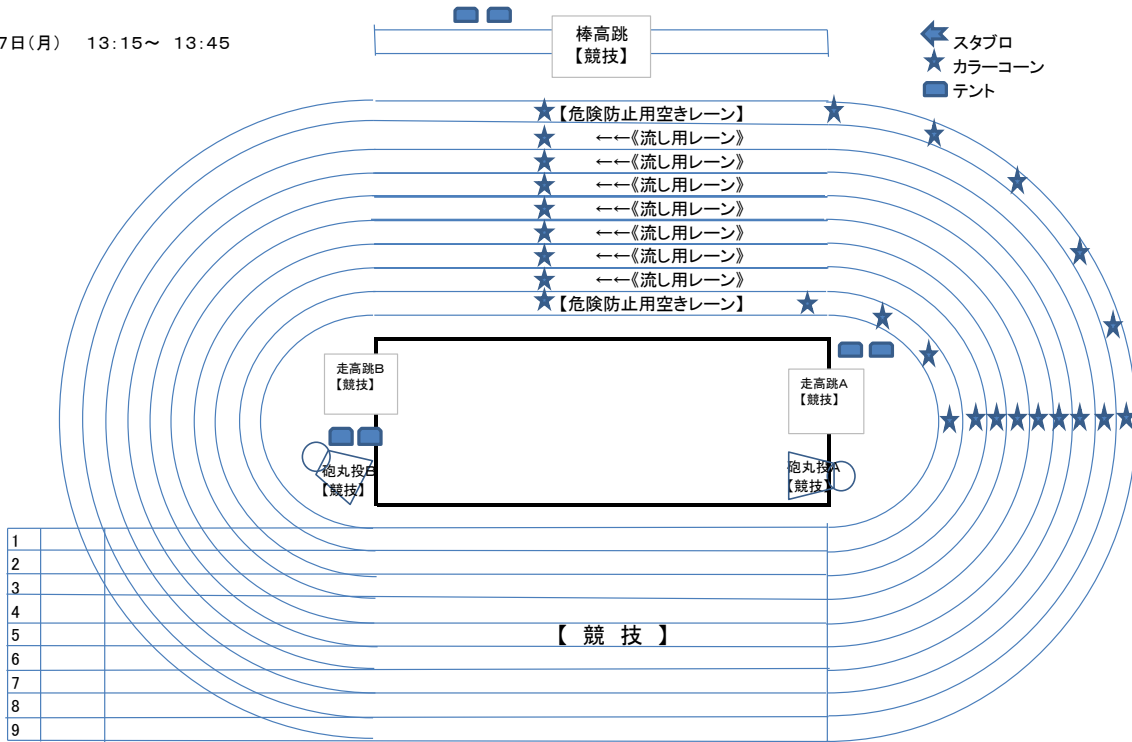 7日(月)　13:15～ 13:45
棒高跳
【競技】
スタブロ
カラーコーン
テント
【危険防止用空きレーン】
←←《流し用レーン》
←←《流し用レーン》
←←《流し用レーン》
←←《流し用レーン》
←←《流し用レーン》
←←《流し用レーン》
←←《流し用レーン》
【危険防止用空きレーン】
走高跳B
【競技】
走高跳A
【競技】
砲丸投B
【競技】
砲丸投A
【競技】
1
2
3
4
5
6
7
8
9
【 競 技 】